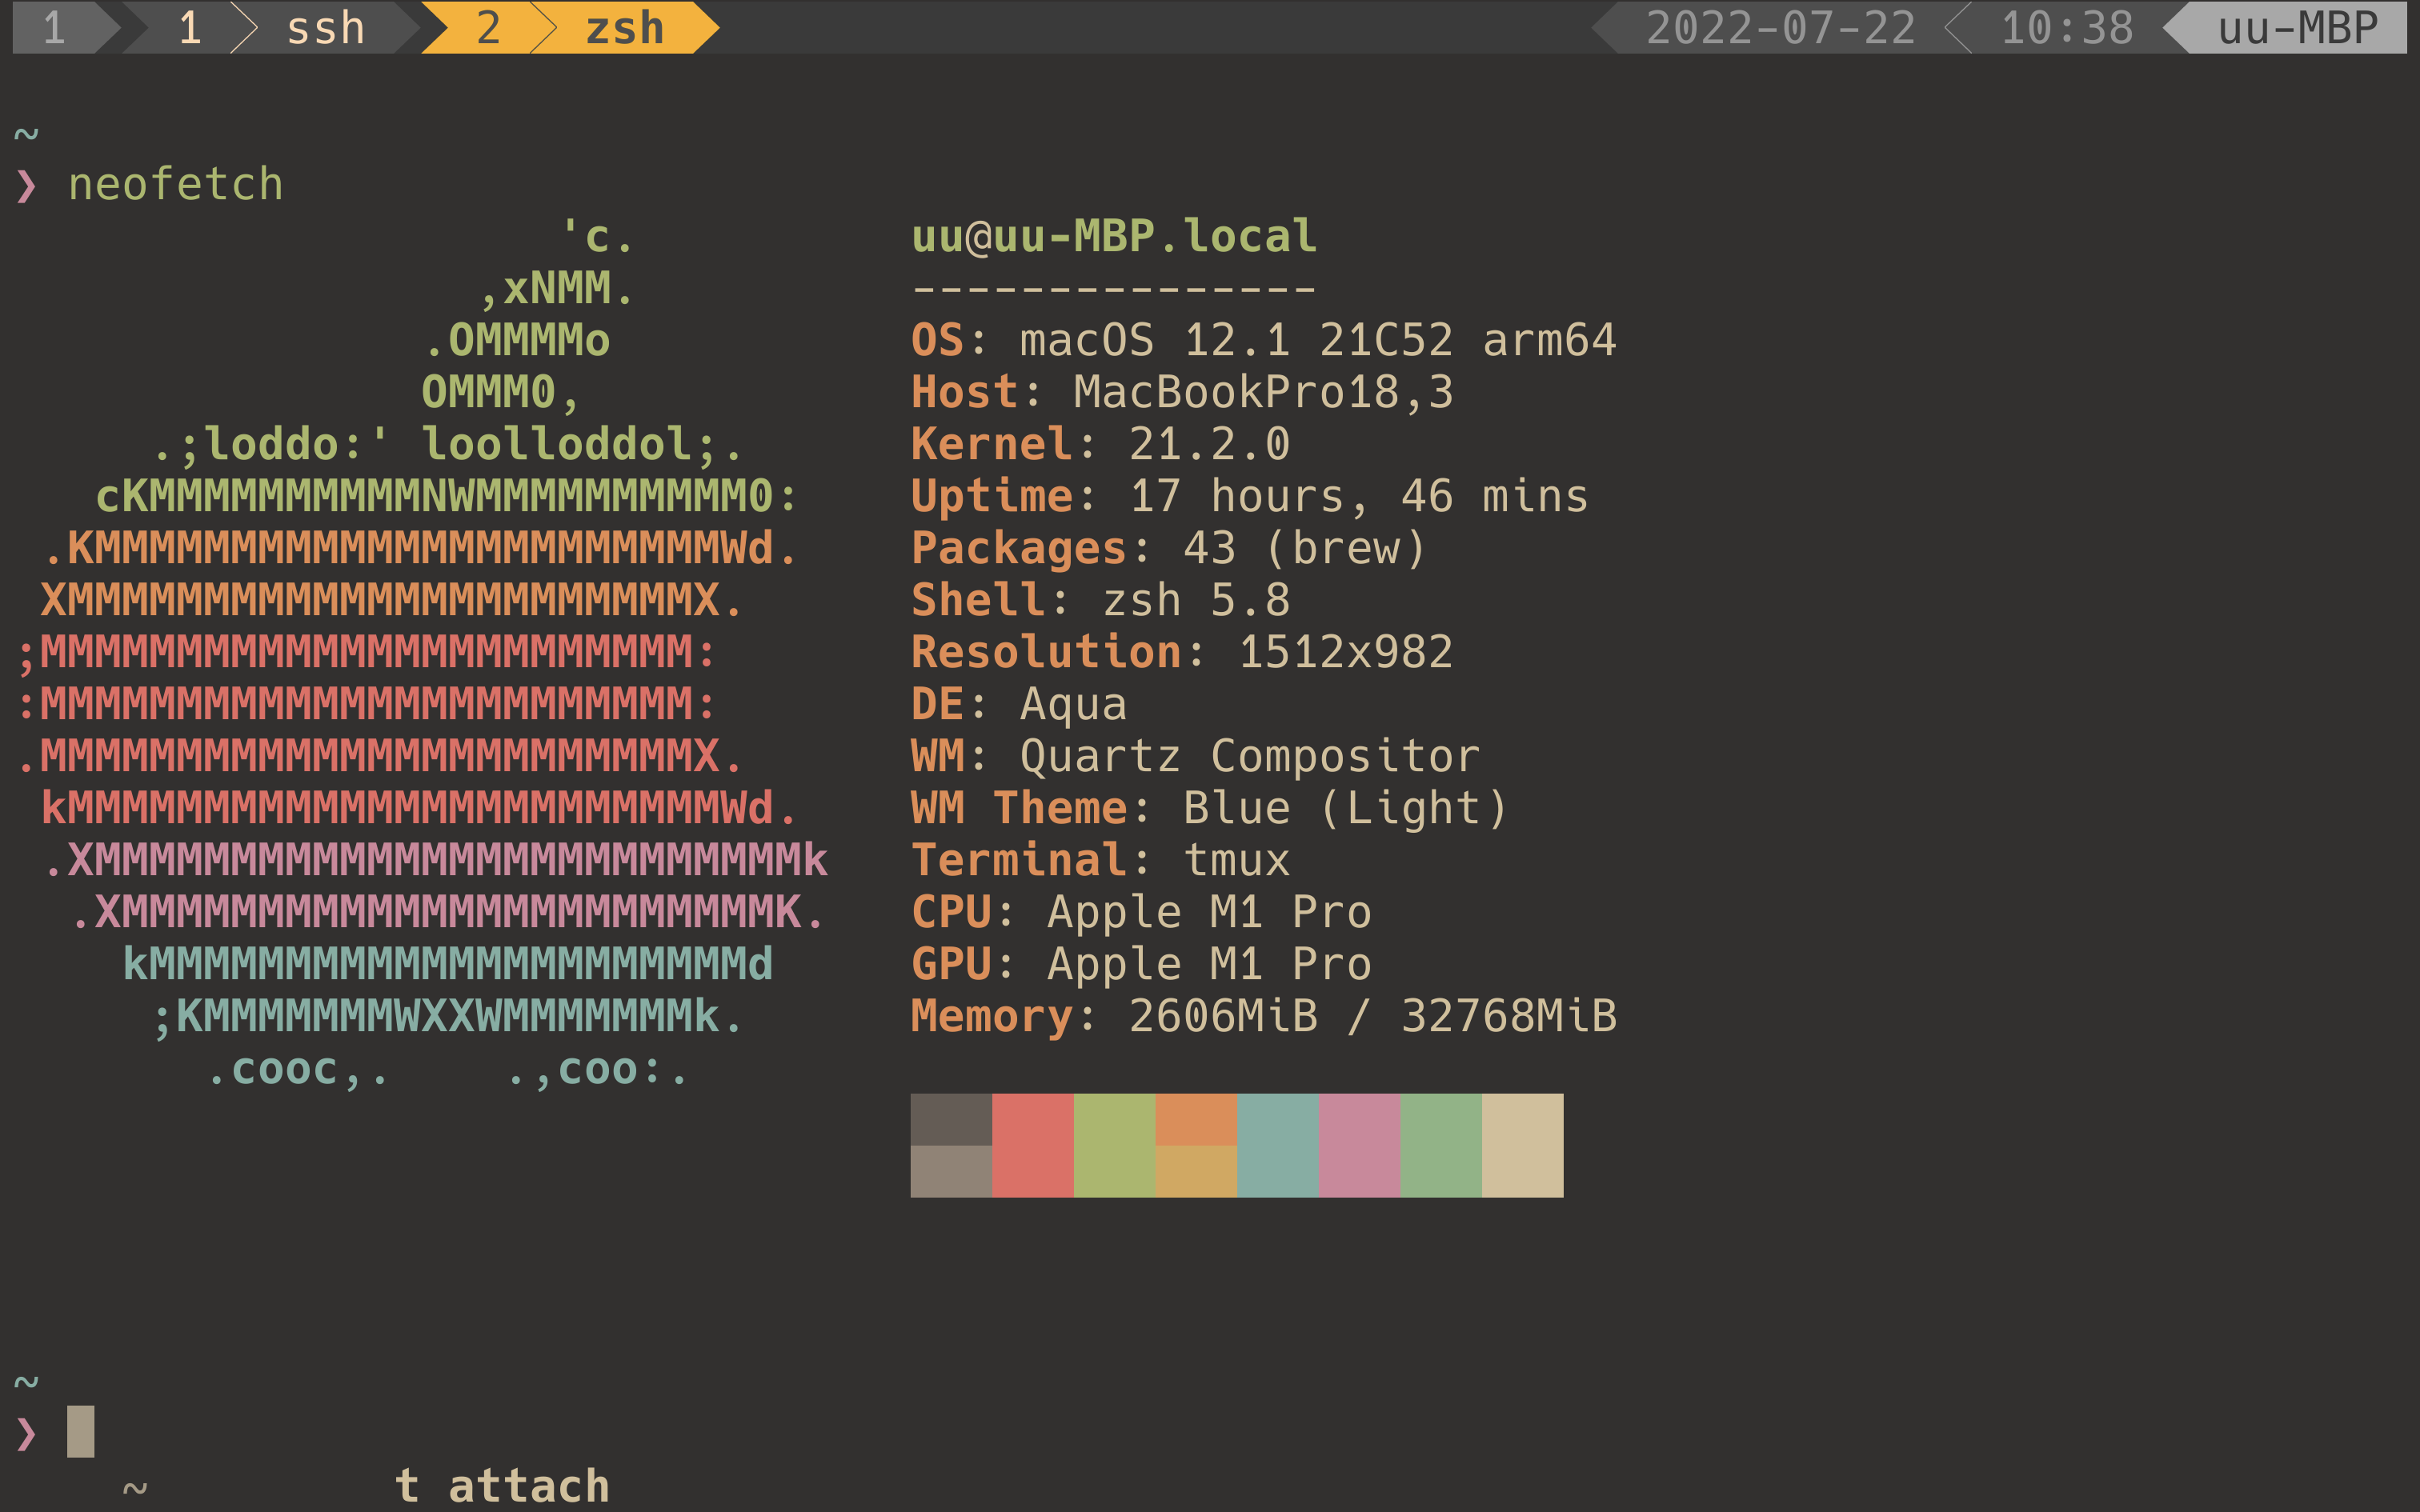 1 1 ssh 2 zsh 2022-07-22 10:38 uu-MBP
~
❯ neofetch
'c. uu@uu-MBP.local
,xNMM. ---------------
.OMMMMo OS: macOS 12.1 21C52 arm64
OMMM0, Host: MacBookPro18,3
.;loddo:' loolloddol;. Kernel: 21.2.0
cKMMMMMMMMMMNWMMMMMMMMMM0: Uptime: 17 hours, 46 mins
.KMMMMMMMMMMMMMMMMMMMMMMMWd. Packages: 43 (brew)
XMMMMMMMMMMMMMMMMMMMMMMMX. Shell: zsh 5.8
;MMMMMMMMMMMMMMMMMMMMMMMM: Resolution: 1512x982
:MMMMMMMMMMMMMMMMMMMMMMMM: DE: Aqua
.MMMMMMMMMMMMMMMMMMMMMMMMX. WM: Quartz Compositor
kMMMMMMMMMMMMMMMMMMMMMMMMWd. WM Theme: Blue (Light)
.XMMMMMMMMMMMMMMMMMMMMMMMMMMk Terminal: tmux
.XMMMMMMMMMMMMMMMMMMMMMMMMK. CPU: Apple M1 Pro
kMMMMMMMMMMMMMMMMMMMMMMd GPU: Apple M1 Pro
;KMMMMMMMWXXWMMMMMMMk. Memory: 2606MiB / 32768MiB
.cooc,. .,coo:.
~
❯
~ t attach